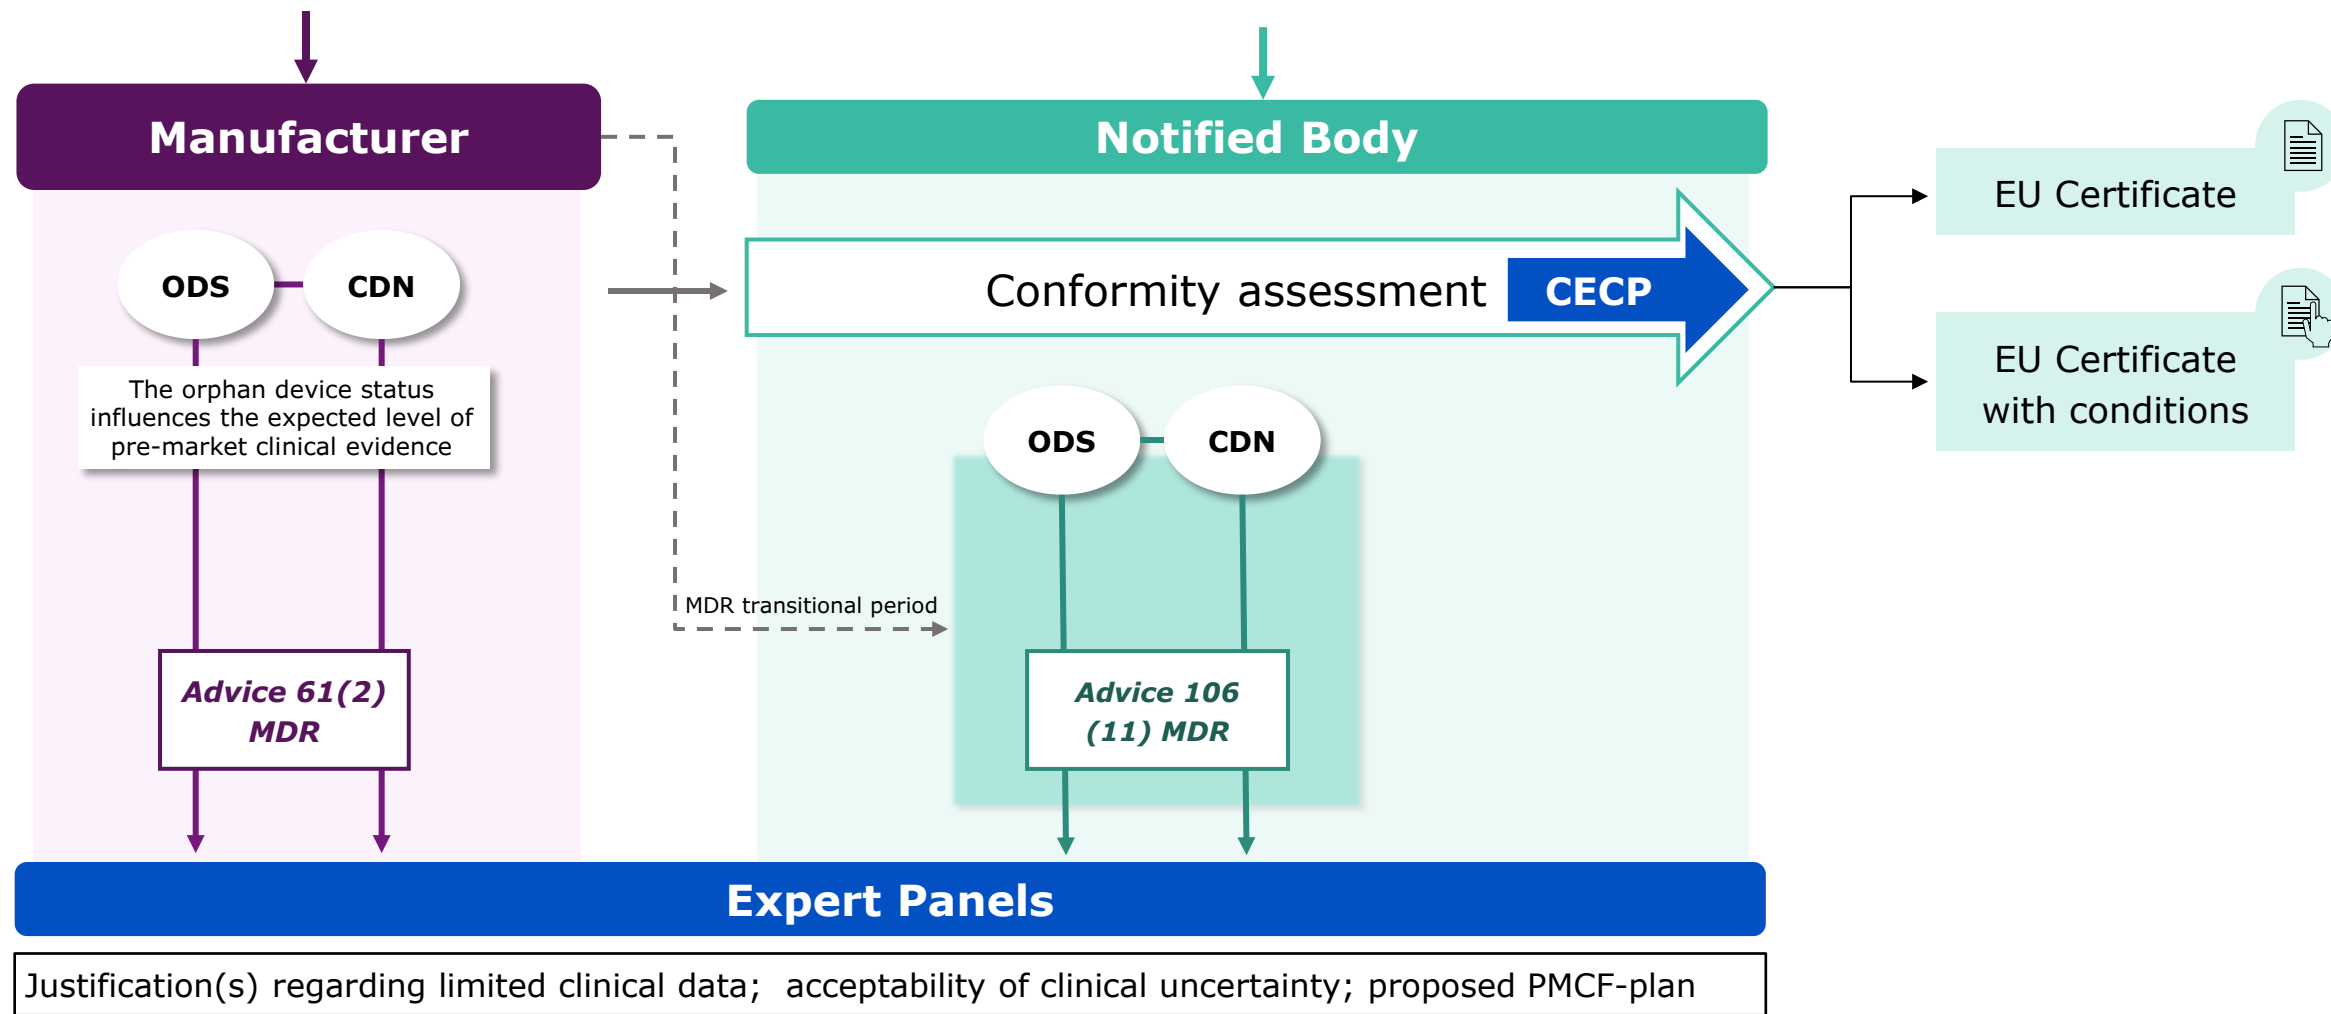 Manufacturer
ODS
CDN
The orphan device status
influences the expected level of
pre-market clinical evidence
Advice 61(2)
MDR
MDR transitional period
Notified Body
Conformity assessment
CECP
ODS
CDN
Advice 106
(11) MDR
EU Certificate
EU Certificate
with conditions
Expert Panels
Justification(s) regarding limited clinical data;  acceptability of clinical uncertainty; proposed PMCF-plan